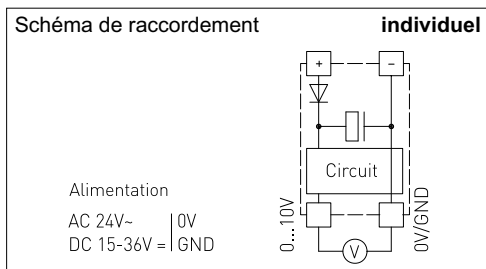 Schéma de raccordement individuel
+ −
Circuit
Alimentation
AC 24V~ | 0V
DC 15-36V = | GND
0...10V
0V/GND
V